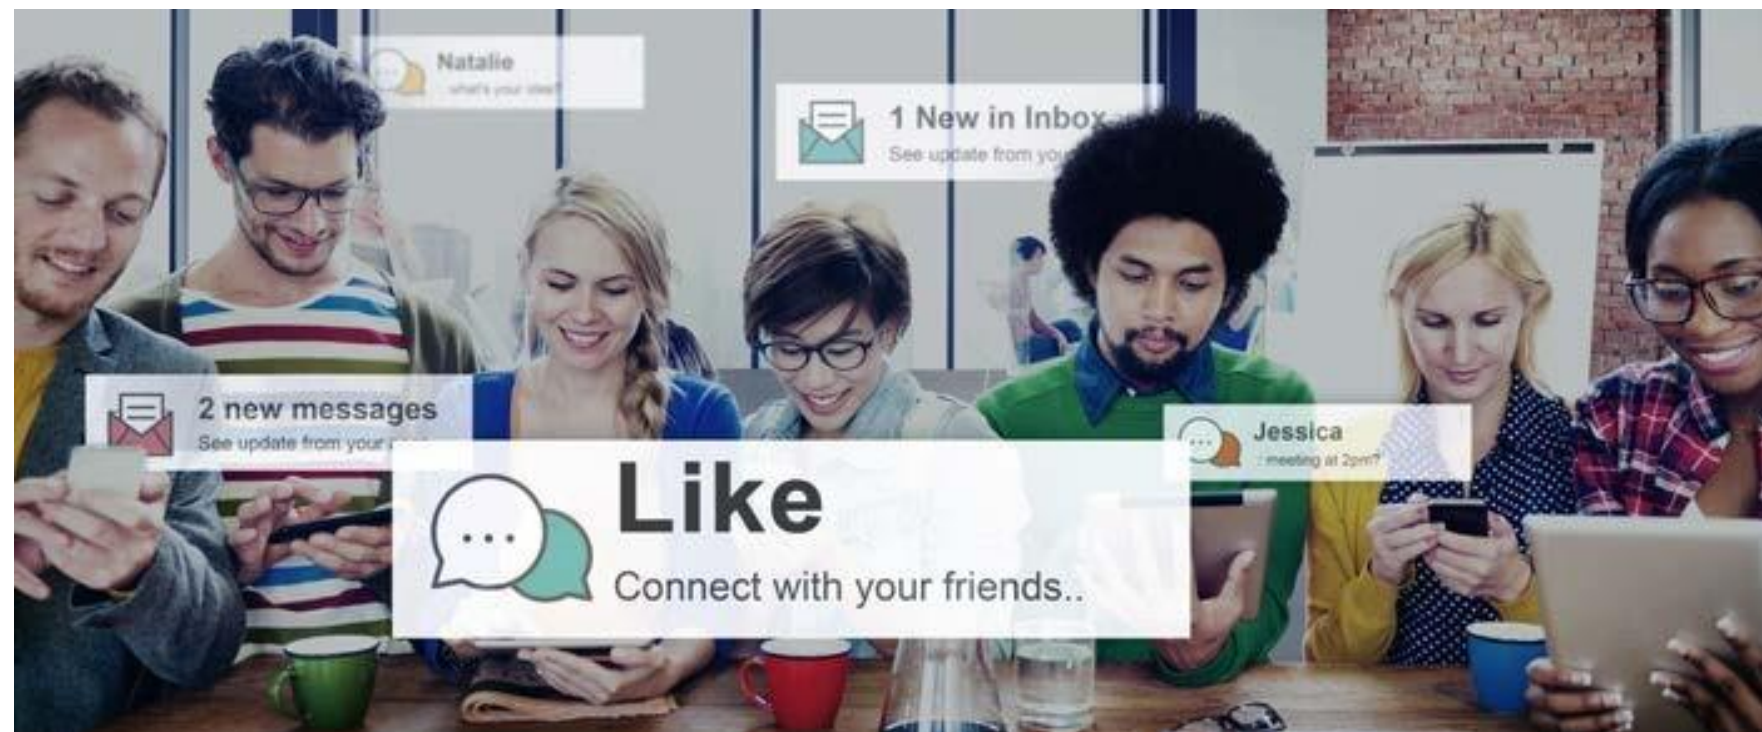 Natalie
what's your idea?
1 New in Inbox
See update from you
2 new messages
See update from your
Like
Connect with your friends..
Jessica
: meeting at 2pm?